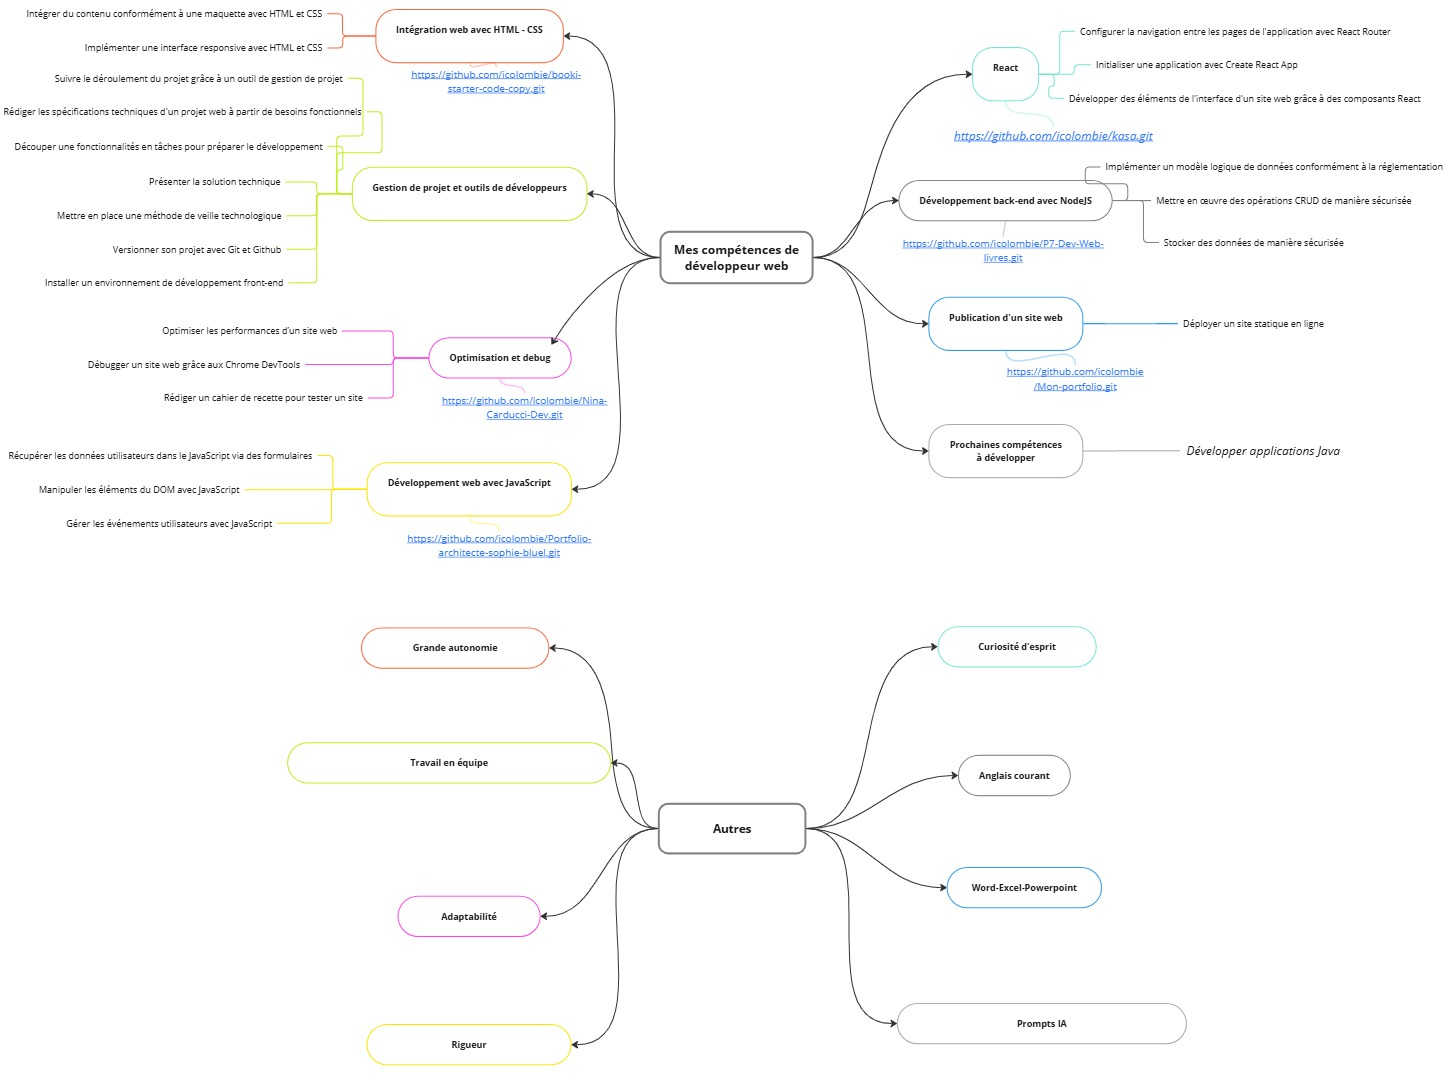 Intégrer du contenu conformément à une maquette avec HTML et CSS
Implémenter une interface responsive avec HTML et CSS
Intégration web avec HTML - CSS
https://github.com/icolombie/booki-
starter-code-copy.git
Suivre le déroulement du projet grâce à un outil de gestion de projet
Rédiger les spécifications techniques d'un projet web à partir de besoins fonctionnels
Découper une fonctionnalités en tâches pour préparer le développement
Présenter la solution technique
Mettre en place une méthode de veille technologique
Versionner son projet avec Git et Github
Installer un environnement de développement front-end
Gestion de projet et outils de développeurs
Optimiser les performances d'un site web
Débugger un site web grâce aux Chrome DevTools
Rédiger un cahier de recette pour tester un site
Optimisation et debug
https://github.com/icolombie/Nina-
Carducci-Dev.git
Récupérer les données utilisateurs dans le JavaScript via des formulaires
Manipuler les éléments du DOM avec JavaScript
Gérer les événements utilisateurs avec JavaScript
Développement web avec JavaScript
https://github.com/icolombie/Portfolio-
architecte-sophie-bluel.git
Mes compétences de
développeur web
React
Configurer la navigation entre les pages de l'application avec React Router
Initialiser une application avec Create React App
Développer des éléments de l'interface d'un site web grâce à des composants React
https://github.com/icolombie/kasa.git
Développement back-end avec NodeJS
Implémenter un modèle logique de données conformément à la réglementation
Mettre en œuvre des opérations CRUD de manière sécurisée
Stocker des données de manière sécurisée
https://github.com/icolombie/P7-Dev-Web-
livres.git
Publication d'un site web
Déployer un site statique en ligne
https://github.com/icolombie
/Mon-portfolio.git
Prochaines compétences
à développer
Développer applications Java
Grande autonomie
Travail en équipe
Adaptabilité
Rigueur
Autres
Curiosité d'esprit
Anglais courant
Word-Excel-Powerpoint
Prompts IA